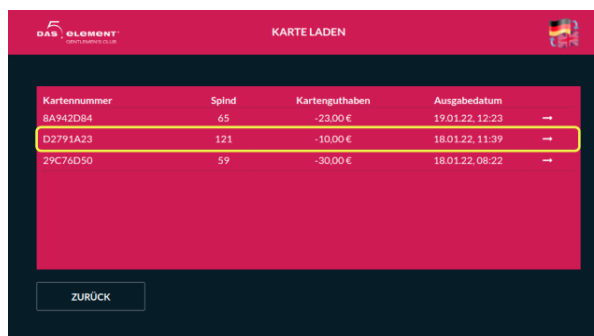 5
DAS element
GENTLEMEN'S CLUB
KARTE LADEN
Kartennummer Spind Kartenguthaben Ausgabedatum
8A942D84 65 -23,00 € 19.01.22, 12:23 →
D2791A23 121 -10,00 € 18.01.22, 11:39 →
29C76D50 59 -30,00 € 18.01.22, 08:22 →
ZURÜCK